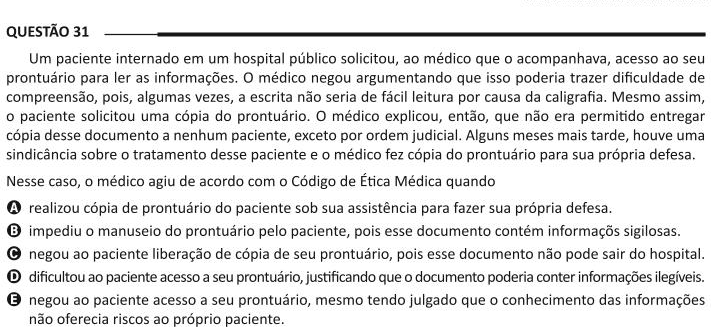 QUESTÃO 31
Um paciente internado em um hospital público solicitou, ao médico que o acompanhava, acesso ao seu
prontuário para ler as informações. O médico negou argumentando que isso poderia trazer dificuldade de
compreensão, pois, algumas vezes, a escrita não seria de fácil leitura por causa da caligrafia. Mesmo assim,
o paciente solicitou uma cópia do prontuário. O médico explicou, então, que não era permitido entregar
cópia desse documento a nenhum paciente, exceto por ordem judicial. Alguns meses mais tarde, houve uma
sindicância sobre o tratamento desse paciente e o médico fez cópia do prontuário para sua própria defesa.
Nesse caso, o médico agiu de acordo com o Código de Ética Médica quando
A realizou cópia de prontuário do paciente sob sua assistência para fazer sua própria defesa.
B impediu o manuseio do prontuário pelo paciente, pois esse documento contém informaçõs sigilosas.
C negou ao paciente liberação de cópia de seu prontuário, pois esse documento não pode sair do hospital.
D dificultou ao paciente acesso a seu prontuário, justificando que o documento poderia conter informações ilegíveis.
E negou ao paciente acesso a seu prontuário, mesmo tendo julgado que o conhecimento das informações
não oferecia riscos ao próprio paciente.